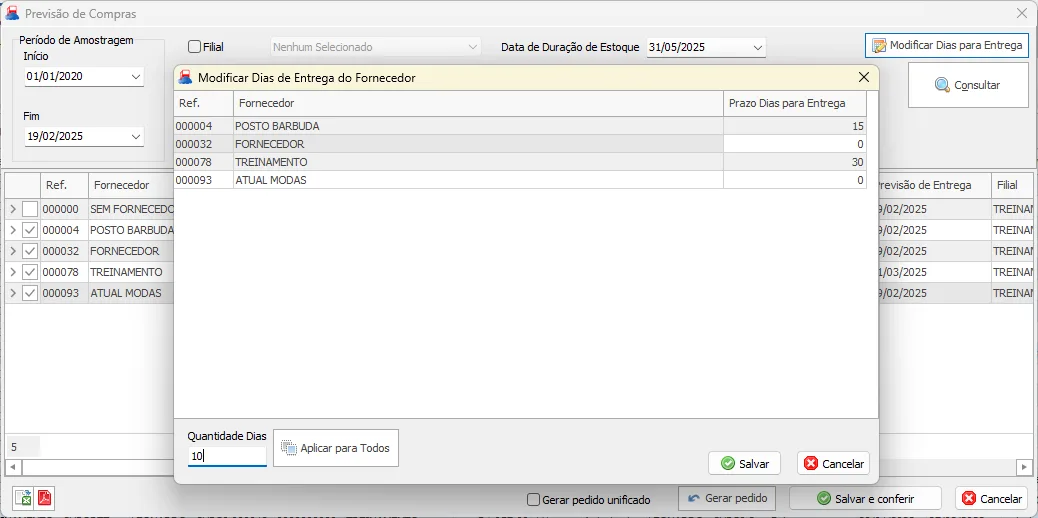 Previsão de Compras
Período de Amostragem
Início
01/01/2020
Fim
19/02/2025
Filial
Nenhum Selecionado
Data de Duração de Estoque
31/05/2025
Modificar Dias para Entrega
Consultar
Modificar Dias de Entrega do Fornecedor
Ref. Fornecedor Prazo Dias para Entrega
000004 POSTO BARBUDA 15
000032 FORNECEDOR 0
000078 TREINAMENTO 30
000093 ATUAL MODAS 0
Quantidade Dias
10
Aplicar para Todos
Salvar
Cancelar
Ref. Fornecedor revisão de Entrega Filial
000000 SEM FORNECEDO 9/02/2025 TREINAM
000004 POSTO BARBUDA 9/02/2025 TREINAM
000032 FORNECEDOR 9/02/2025 TREINAM
000078 TREINAMENTO 1/03/2025 TREINAM
000093 ATUAL MODAS 9/02/2025 TREINAM
5
Gerar pedido unificado
Gerar pedido
Salvar e conferir
Cancelar